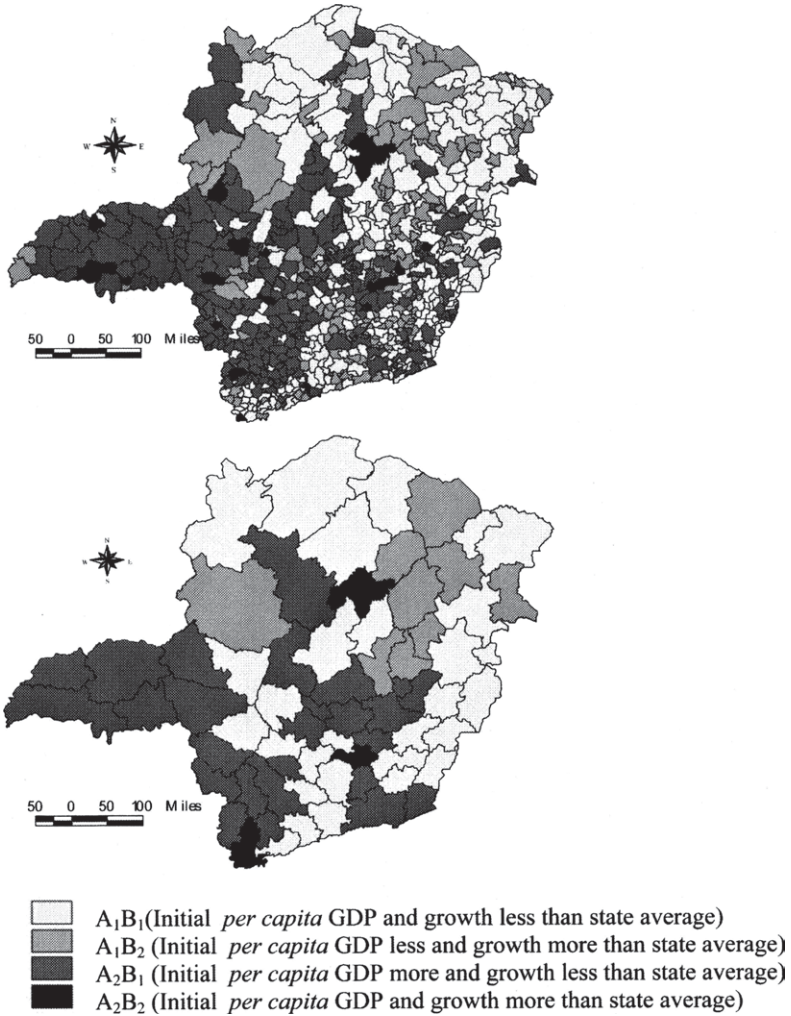 N
W E
S
50 0 50 100 Miles
N
S
50 0 50 100 Miles
A₁B₁(Initial per capita GDP and growth less than state average)
A₁B₂ (Initial per capita GDP less and growth more than state average)
A₂B₁ (Initial per capita GDP more and growth less than state average)
A₂B₂ (Initial per capita GDP and growth more than state average)